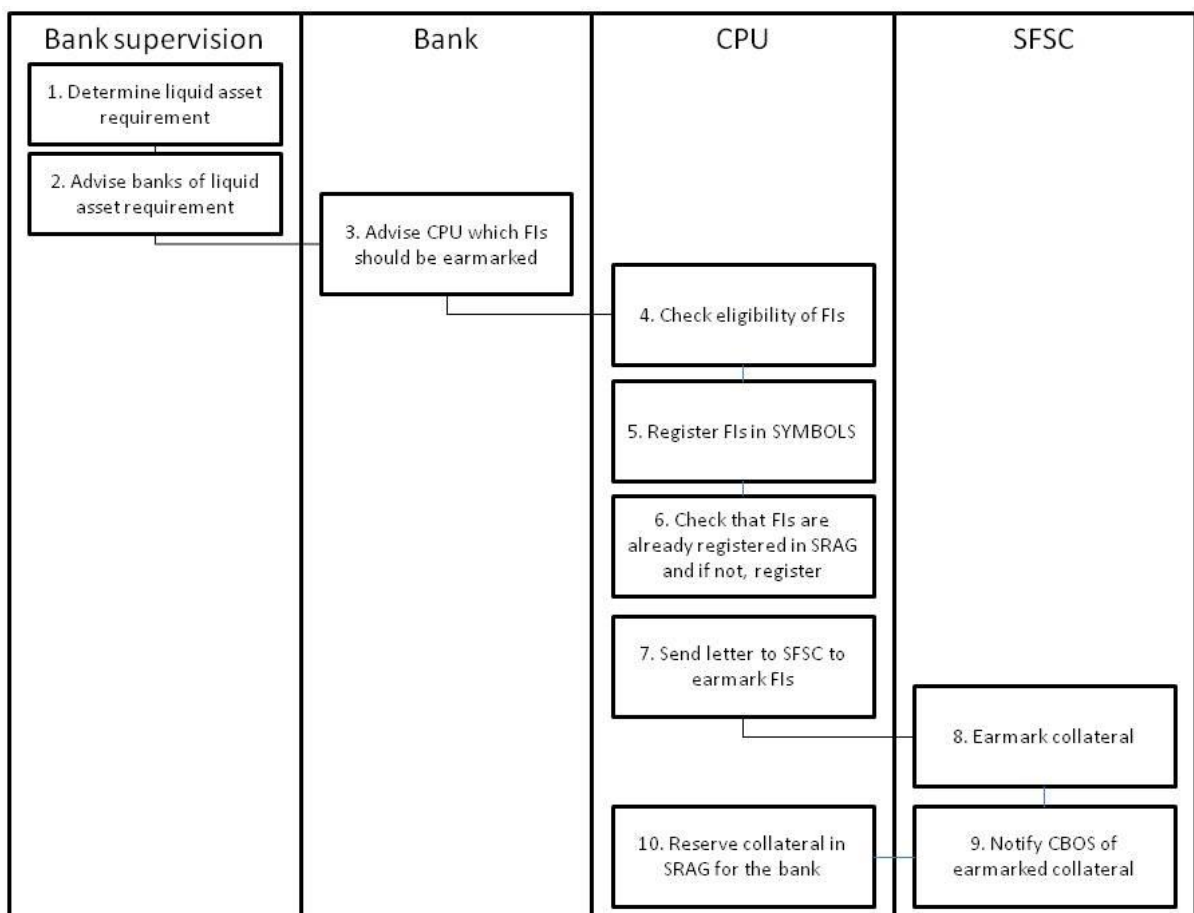 Bank supervision
Bank
CPU
SFSC
1. Determine liquid asset
requirement
2. Advise banks of liquid
asset requirement
3. Advise CPU which FIs
should be earmarked
4. Check eligibility of FIs
5. Register FIs in SYMBOLS
6. Check that FIs are
already registered in SRAG
and if not, register
7. Send letter to SFSC to
earmark FIs
8. Earmark collateral
9. Notify CBOS of
earmarked collateral
10. Reserve collateral in
SRAG for the bank